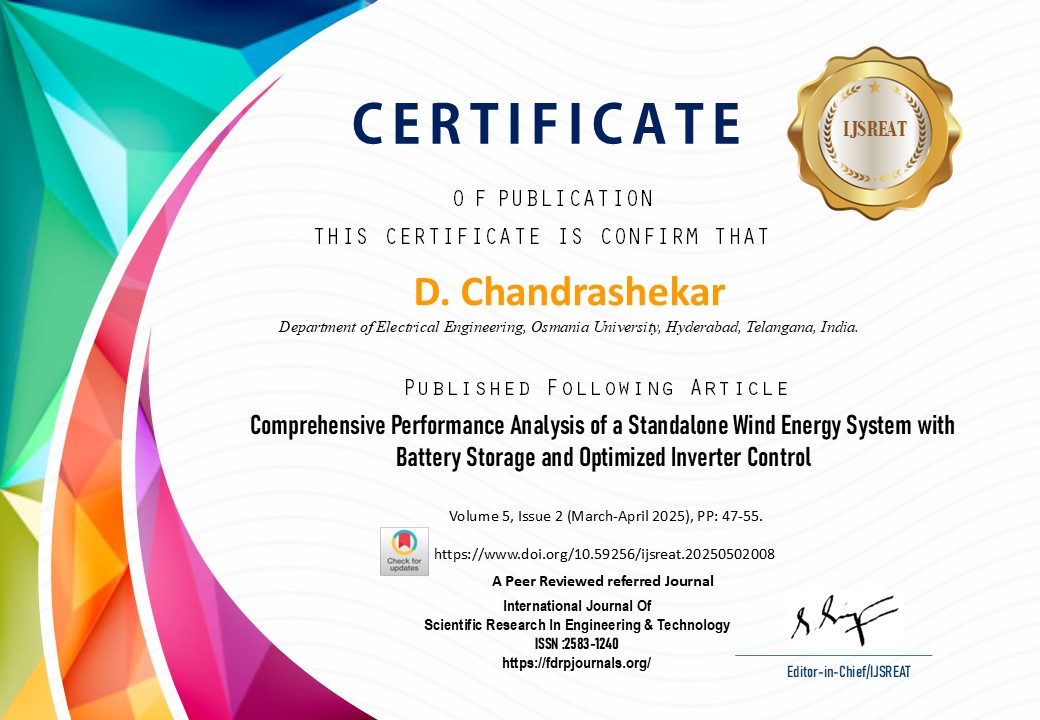 CERTIFICATE
IJSREAT
O F PUBLICATION
THIS CERTIFICATE IS CONFIRM THAT
D. Chandrashekar
Department of Electrical Engineering, Osmania University, Hyderabad, Telangana, India.
Published Following Article
Comprehensive Performance Analysis of a Standalone Wind Energy System with
Battery Storage and Optimized Inverter Control
Volume 5, Issue 2 (March-April 2025), PP: 47-55.
Check for
updates
https://www.doi.org/10.59256/ijsreat.20250502008
A Peer Reviewed referred Journal
International Journal Of
Scientific Research In Engineering & Technology
ISSN :2583-1240
https://fdrpjournals.org/
Editor-in-Chief/IJSREAT